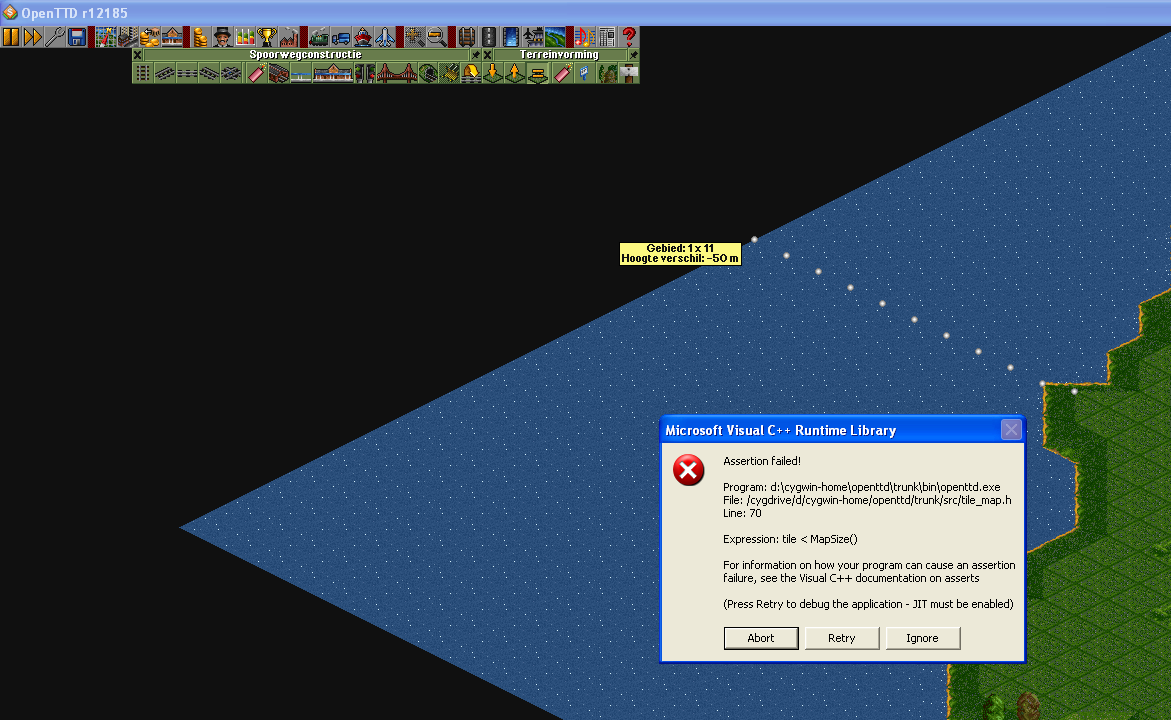 OpenTTD r12185
Spoorwegconstructie
Terreinvorming
Gebied: 1 x 11
Hoogte verschil: -50 m
Microsoft Visual C++ Runtime Library
Assertion failed!
Program: d:\cygwin-home\openttd\trunk\bin\openttd.exe
File: /cygdrive/d/cygwin-home/openttd/trunk/src/tile_map.h
Line: 70
Expression: tile < MapSize()
For information on how your program can cause an assertion
failure, see the Visual C++ documentation on asserts
(Press Retry to debug the application - JIT must be enabled)
Abort
Retry
Ignore